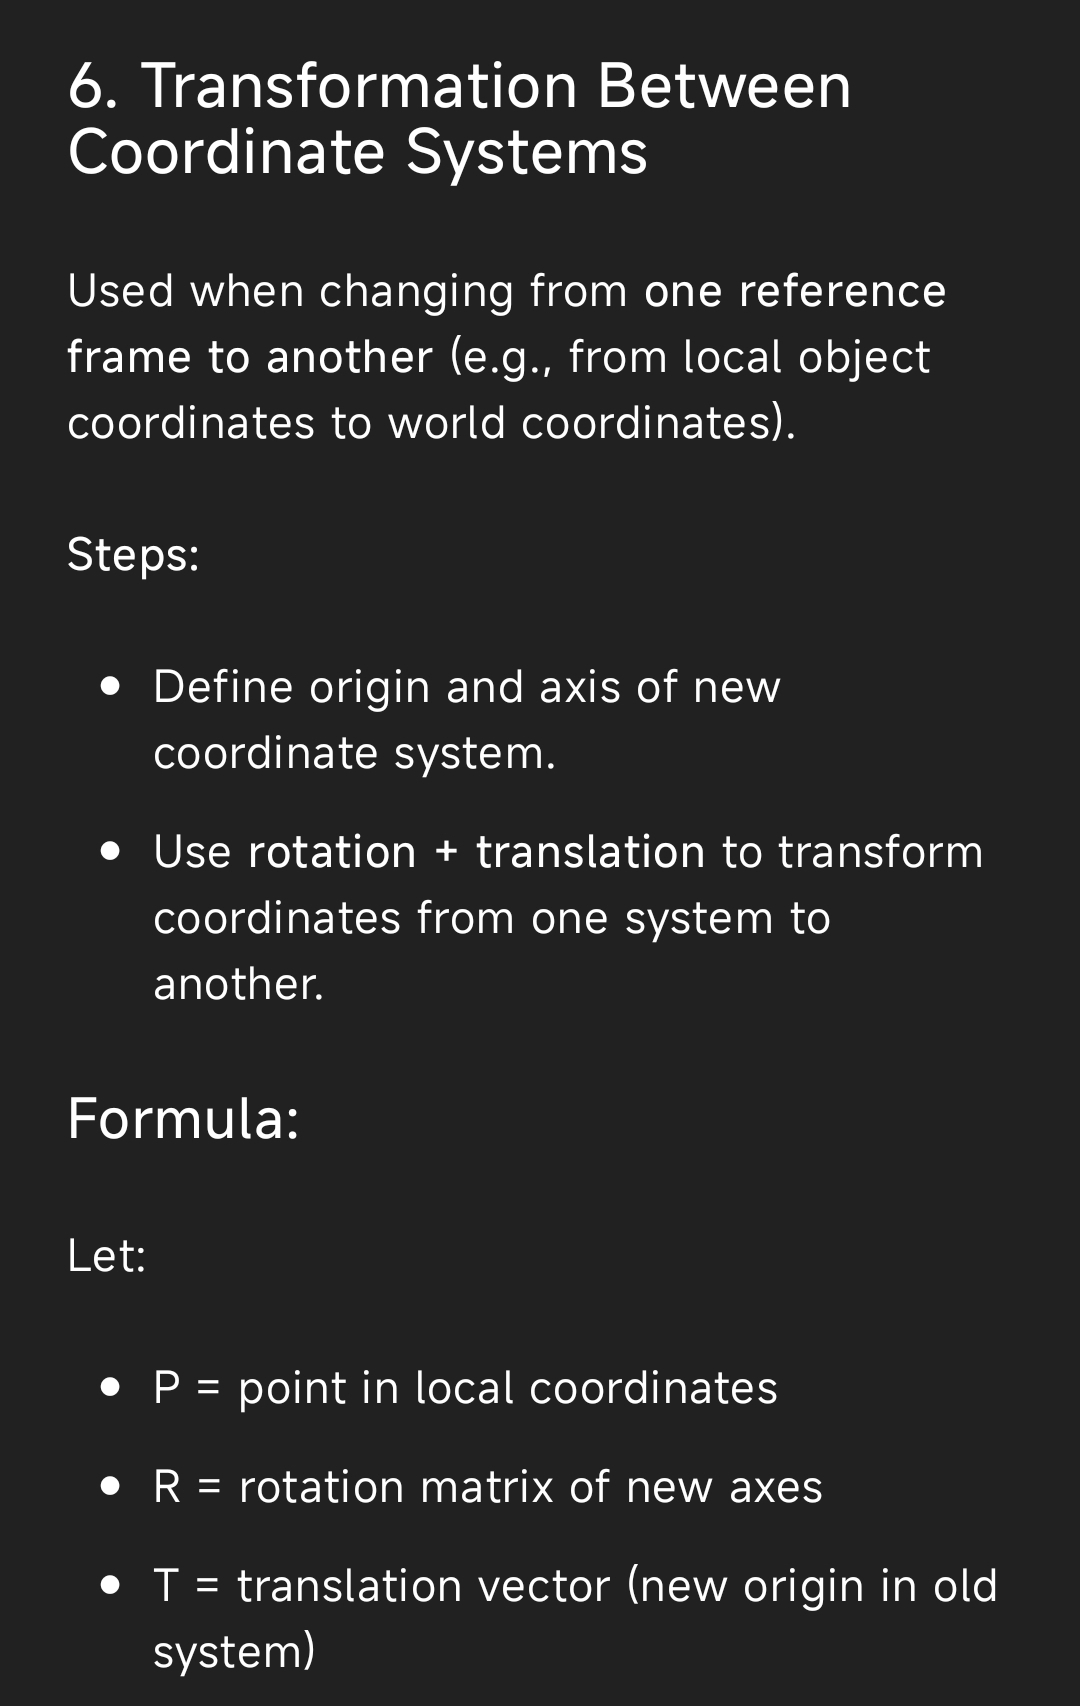 6. Transformation Between
Coordinate Systems
Used when changing from one reference
frame to another (e.g., from local object
coordinates to world coordinates).
Steps:
• Define origin and axis of new
coordinate system.
• Use rotation + translation to transform
coordinates from one system to
another.
Formula:
Let:
• P = point in local coordinates
• R = rotation matrix of new axes
• T = translation vector (new origin in old
system)